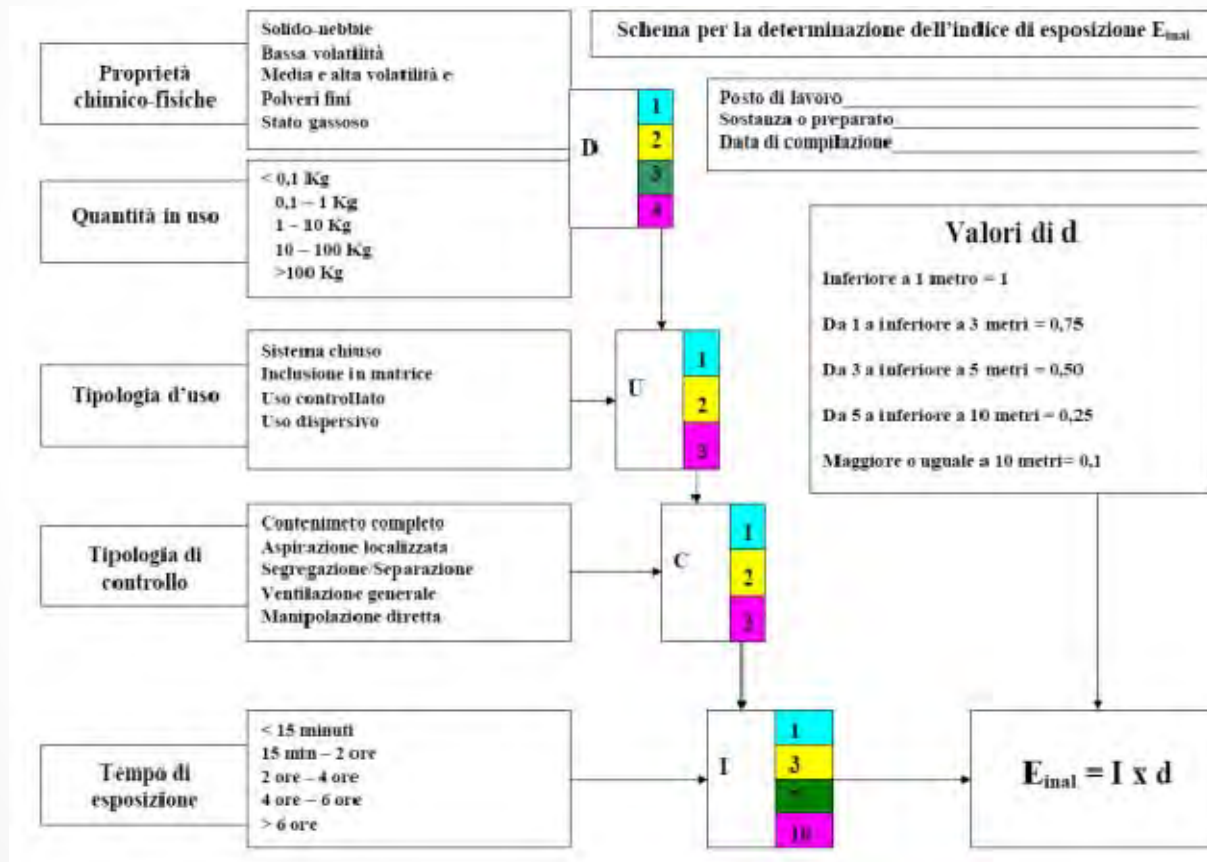 Schema per la determinazione dell'indice di esposizione Einal
Posto di lavoro
Sostanza o preparato
Data di compilazione
Proprietà
chimico-fisiche
Solido-nebbie
Bassa volatilità
Media e alta volatilità e
Polveri fini
Stato gassoso
Quantità in uso
< 0,1 Kg
0,1 – 1 Kg
1 – 10 Kg
10 – 100 Kg
>100 Kg
D
1
2
3
4
Valori di d
Inferiore a 1 metro = 1
Da 1 a inferiore a 3 metri = 0,75
Da 3 a inferiore a 5 metri = 0,50
Da 5 a inferiore a 10 metri = 0,25
Maggiore o uguale a 10 metri= 0,1
Tipologia d'uso
Sistema chiuso
Inclusione in matrice
Uso controllato
Uso dispersivo
U
1
2
3
Tipologia di
controllo
Contenimeto completo
Aspirazione localizzata
Segregazione/Separazione
Ventilazione generale
Manipolazione diretta
C
1
2
3
Tempo di
esposizione
< 15 minuti
15 min – 2 ore
2 ore – 4 ore
4 ore – 6 ore
> 6 ore
I
1
3
10
Einal = I x d